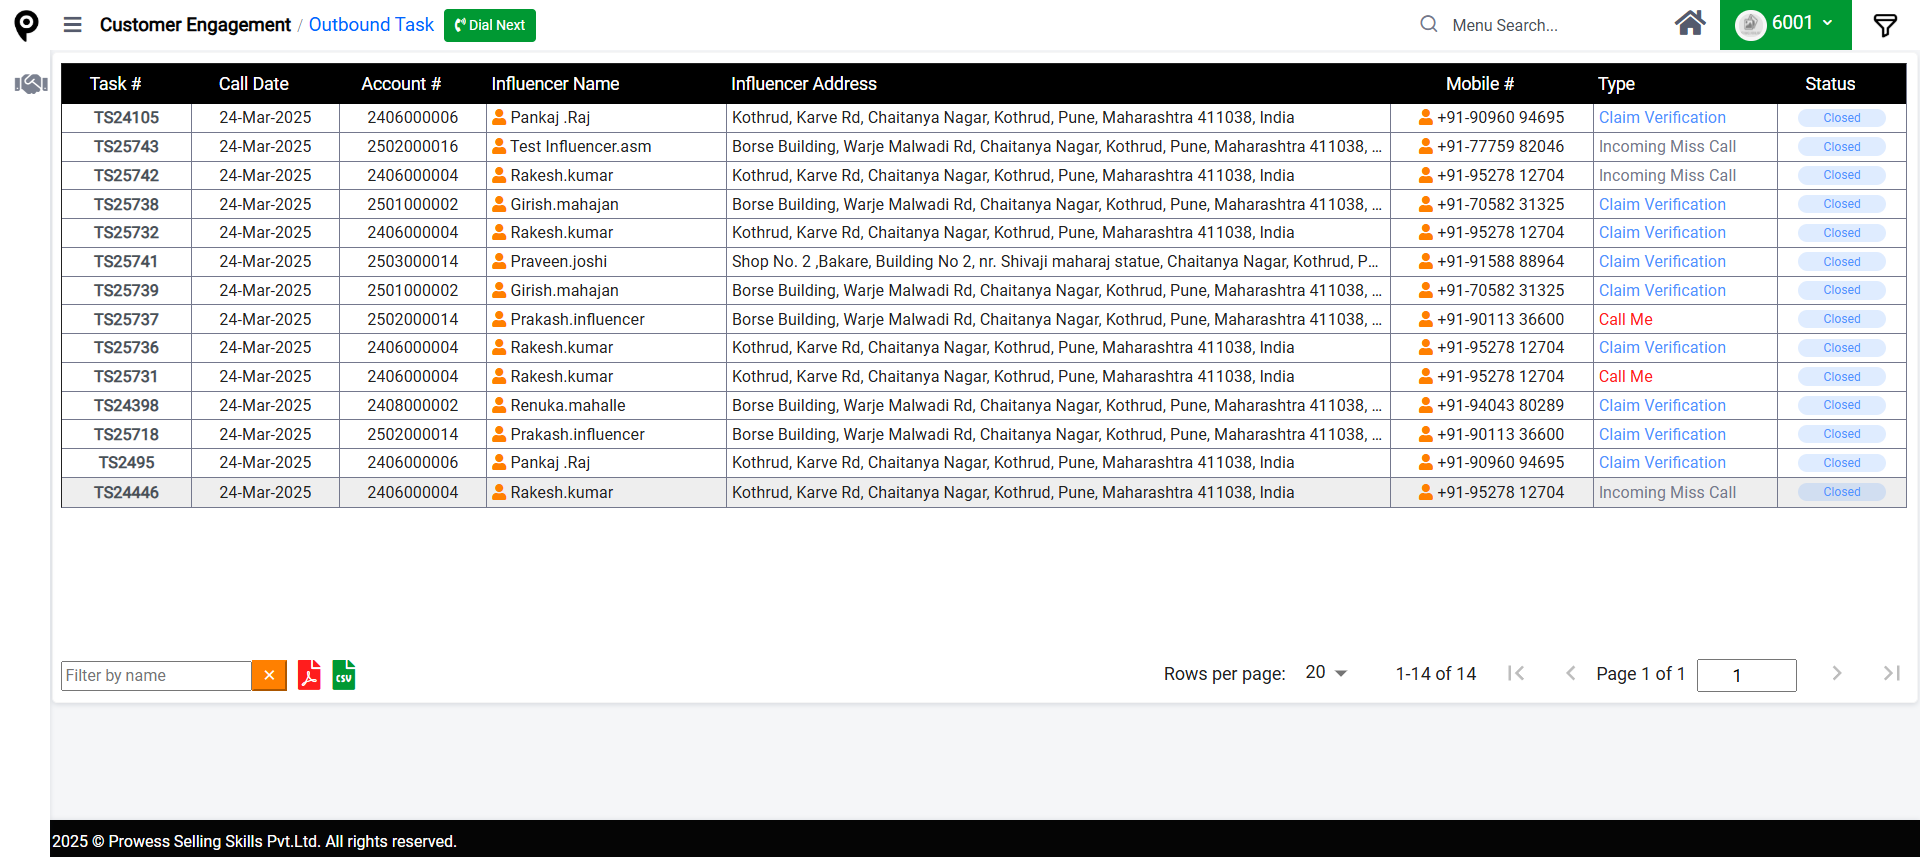 Customer Engagement / Outbound Task Dial Next Menu Search... 6001
Task # Call Date Account # Influencer Name Influencer Address Mobile # Type Status
TS24105 24-Mar-2025 2406000006 Pankaj .Raj Kothrud, Karve Rd, Chaitanya Nagar, Kothrud, Pune, Maharashtra 411038, India +91-90960 94695 Claim Verification Closed
TS25743 24-Mar-2025 2502000016 Test Influencer.asm Borse Building, Warje Malwadi Rd, Chaitanya Nagar, Kothrud, Pune, Maharashtra 411038, ... +91-77759 82046 Incoming Miss Call Closed
TS25742 24-Mar-2025 2406000004 Rakesh.kumar Kothrud, Karve Rd, Chaitanya Nagar, Kothrud, Pune, Maharashtra 411038, India +91-95278 12704 Incoming Miss Call Closed
TS25738 24-Mar-2025 2501000002 Girish.mahajan Borse Building, Warje Malwadi Rd, Chaitanya Nagar, Kothrud, Pune, Maharashtra 411038, ... +91-70582 31325 Claim Verification Closed
TS25732 24-Mar-2025 2406000004 Rakesh.kumar Kothrud, Karve Rd, Chaitanya Nagar, Kothrud, Pune, Maharashtra 411038, India +91-95278 12704 Claim Verification Closed
TS25741 24-Mar-2025 2503000014 Praveen.joshi Shop No. 2 ,Bakare, Building No 2, nr. Shivaji maharaj statue, Chaitanya Nagar, Kothrud, P... +91-91588 88964 Claim Verification Closed
TS25739 24-Mar-2025 2501000002 Girish.mahajan Borse Building, Warje Malwadi Rd, Chaitanya Nagar, Kothrud, Pune, Maharashtra 411038, ... +91-70582 31325 Claim Verification Closed
TS25737 24-Mar-2025 2502000014 Prakash.influencer Borse Building, Warje Malwadi Rd, Chaitanya Nagar, Kothrud, Pune, Maharashtra 411038, ... +91-90113 36600 Call Me Closed
TS25736 24-Mar-2025 2406000004 Rakesh.kumar Kothrud, Karve Rd, Chaitanya Nagar, Kothrud, Pune, Maharashtra 411038, India +91-95278 12704 Claim Verification Closed
TS25731 24-Mar-2025 2406000004 Rakesh.kumar Kothrud, Karve Rd, Chaitanya Nagar, Kothrud, Pune, Maharashtra 411038, India +91-95278 12704 Call Me Closed
TS24398 24-Mar-2025 2408000002 Renuka.mahalle Borse Building, Warje Malwadi Rd, Chaitanya Nagar, Kothrud, Pune, Maharashtra 411038, ... +91-94043 80289 Claim Verification Closed
TS25718 24-Mar-2025 2502000014 Prakash.influencer Borse Building, Warje Malwadi Rd, Chaitanya Nagar, Kothrud, Pune, Maharashtra 411038, ... +91-90113 36600 Claim Verification Closed
TS2495 24-Mar-2025 2406000006 Pankaj .Raj Kothrud, Karve Rd, Chaitanya Nagar, Kothrud, Pune, Maharashtra 411038, India +91-90960 94695 Claim Verification Closed
TS24446 24-Mar-2025 2406000004 Rakesh.kumar Kothrud, Karve Rd, Chaitanya Nagar, Kothrud, Pune, Maharashtra 411038, India +91-95278 12704 Incoming Miss Call Closed
Filter by name × CSV Rows per page: 20 1-14 of 14 Page 1 of 1 1
2025 © Prowess Selling Skills Pvt.Ltd. All rights reserved.